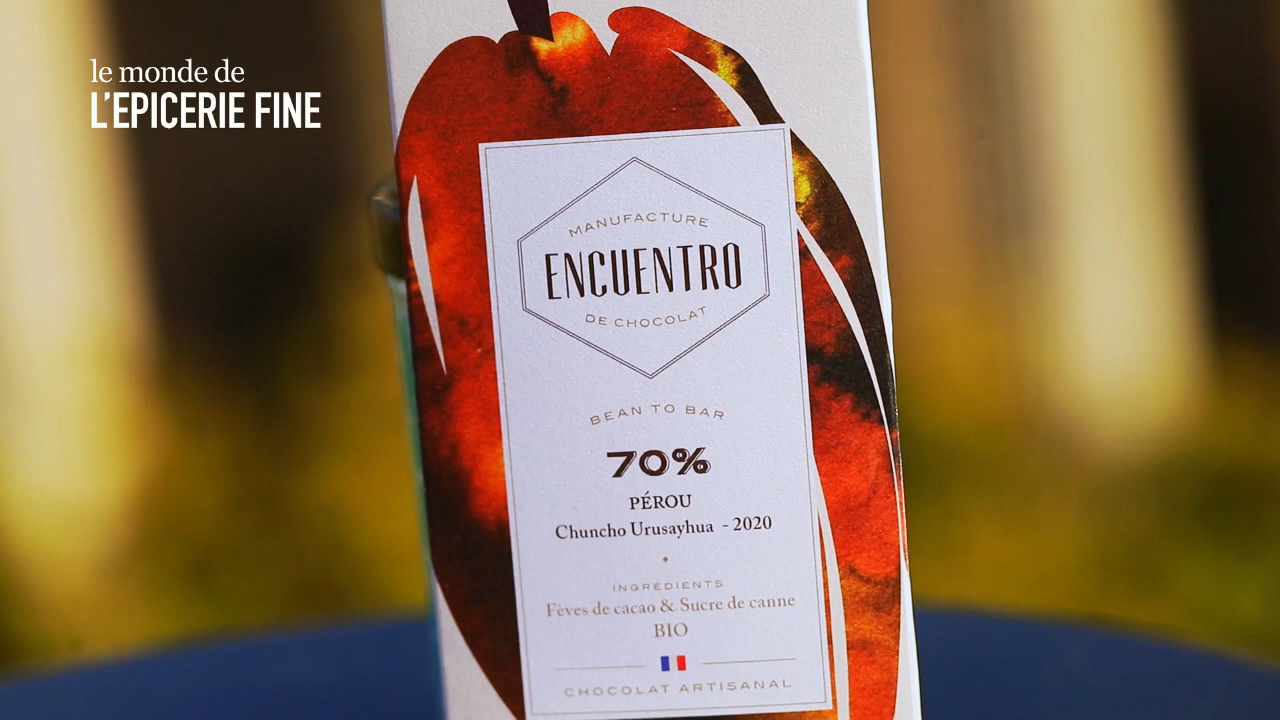 le monde de
L'EPICERIE FINE
MANUFACTURE
ENCUENTRO
DE CHOCOLAT
BEAN TO BAR
70%
PÉROU
Chuncho Urusayhua - 2020
INGRÉDIENTS
Fèves de cacao & Sucre de canne
BIO
CHOCOLAT ARTISANAL